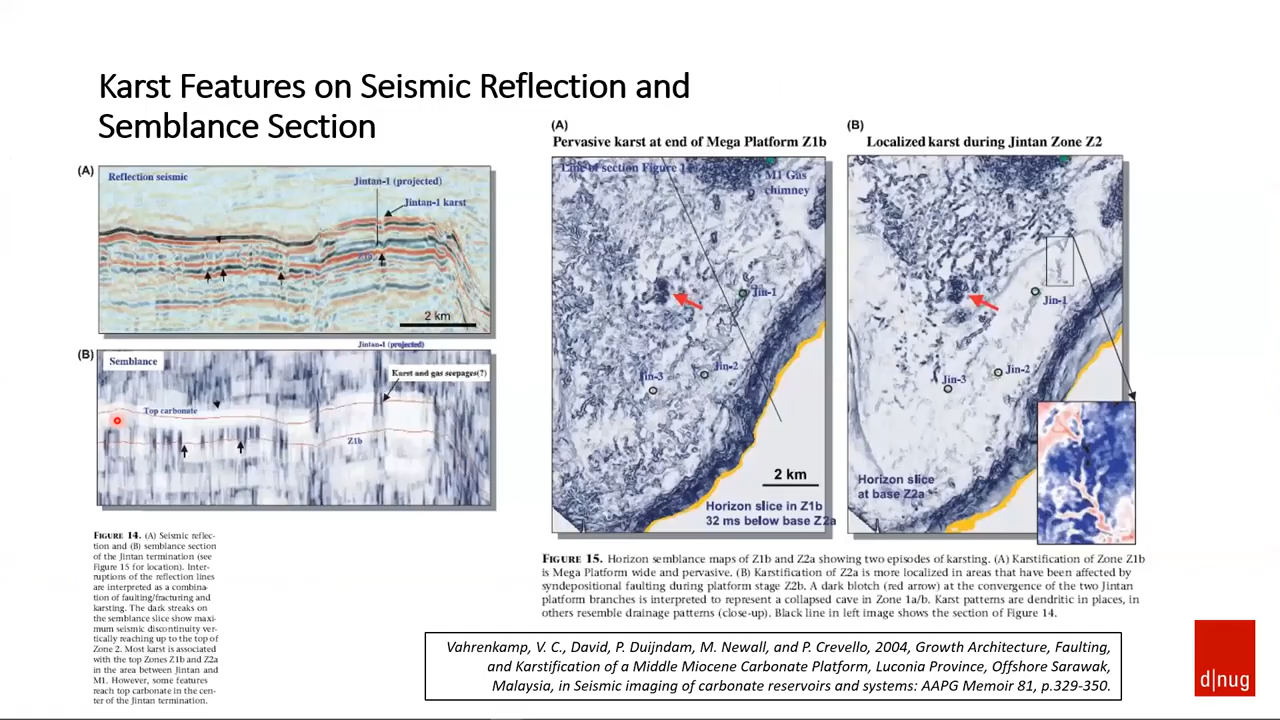 Karst Features on Seismic Reflection and
Semblance Section
(A)
Reflection seismic
Jintan-1 (projected)
Jintan-1 karst
2 km
(B)
Jintan-1 (projected)
Semblance
Karst and gas seepages(?)
Top carbonate
Z1b
FIGURE 14. (A) Seismic reflec-
tion and (B) semblance section
of the Jintan termination (see
Figure 15 for location). Inter-
ruptions of the reflection lines
are interpreted as a combina-
tion of faulting/fracturing and
karsting. The dark streaks on
the semblance slice show maxi-
mum seismic discontinuity ver-
tically reaching up to the top of
Zone 2. Most karst is associated
with the top Zones Z1b and Z2a
in the area between Jintan and
M1. However, some features
reach top carbonate in the cen-
ter of the Jintan termination.
(A)
Pervasive karst at end of Mega Platform Z1b
Line of section Figure 1
M1 Gas
chimney
Jin-1
Jin-2
Jin-3
2 km
Horizon slice in Z1b
32 ms below base Z2a
(B)
Localized karst during Jintan Zone Z2
Jin-1
Jin-2
Jin-3
Horizon slice
at base Z2a
FIGURE 15. Horizon semblance maps of Z1b and Z2a showing two episodes of karsting. (A) Karstification of Zone Z1b
is Mega Platform wide and pervasive. (B) Karstification of Z2a is more localized in areas that have been affected by
syndepositional faulting during platform stage Z2b. A dark blotch (red arrow) at the convergence of the two Jintan
platform branches is interpreted to represent a collapsed cave in Zone 1a/b. Karst patterns are dendritic in places, in
others resemble drainage patterns (close-up). Black line in left image shows the section of Figure 14.
Vahrenkamp, V. C., David, P. Duijndam, M. Newall, and P. Crevello, 2004, Growth Architecture, Faulting,
and Karstification of a Middle Miocene Carbonate Platform, Luconia Province, Offshore Sarawak,
Malaysia, in Seismic imaging of carbonate reservoirs and systems: AAPG Memoir 81, p.329-350.
d|nug